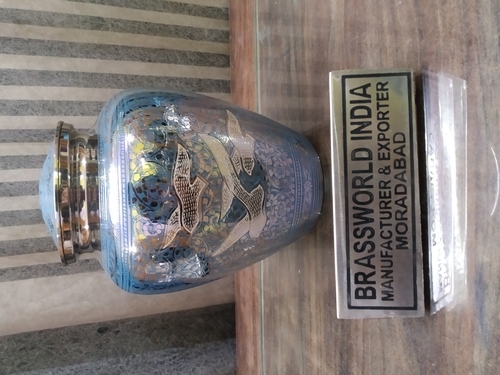 BRASSWORLD INDIA
MANUFACTURER & EXPORTER
MORADABAD